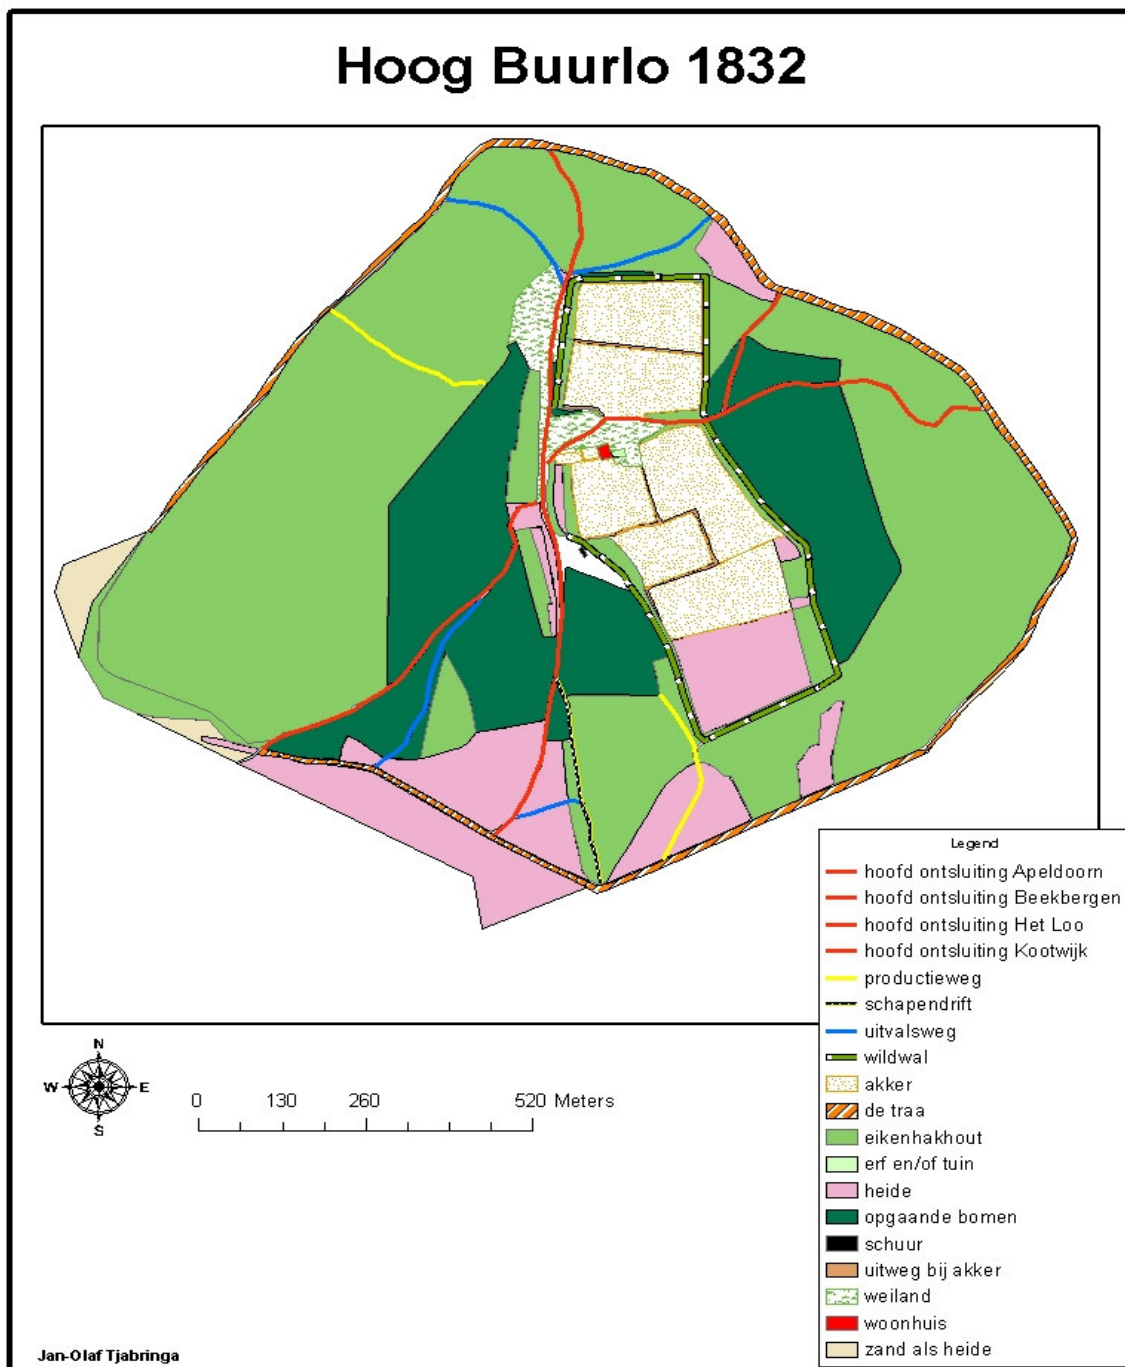 Hoog Buurlo 1832
Legend
hoofd ontsluiting Apeldoorn
hoofd ontsluiting Beekbergen
hoofd ontsluiting Het Loo
hoofd ontsluiting Kootwijk
productieweg
schapendrift
uitvalsweg
wildwal
akker
de traa
eikenhakhout
erf en/of tuin
heide
opgaande bomen
schuur
uitweg bij akker
weiland
woonhuis
zand als heide
N
W E
S
0 130 260 520 Meters
Jan-Olaf Tjabringa